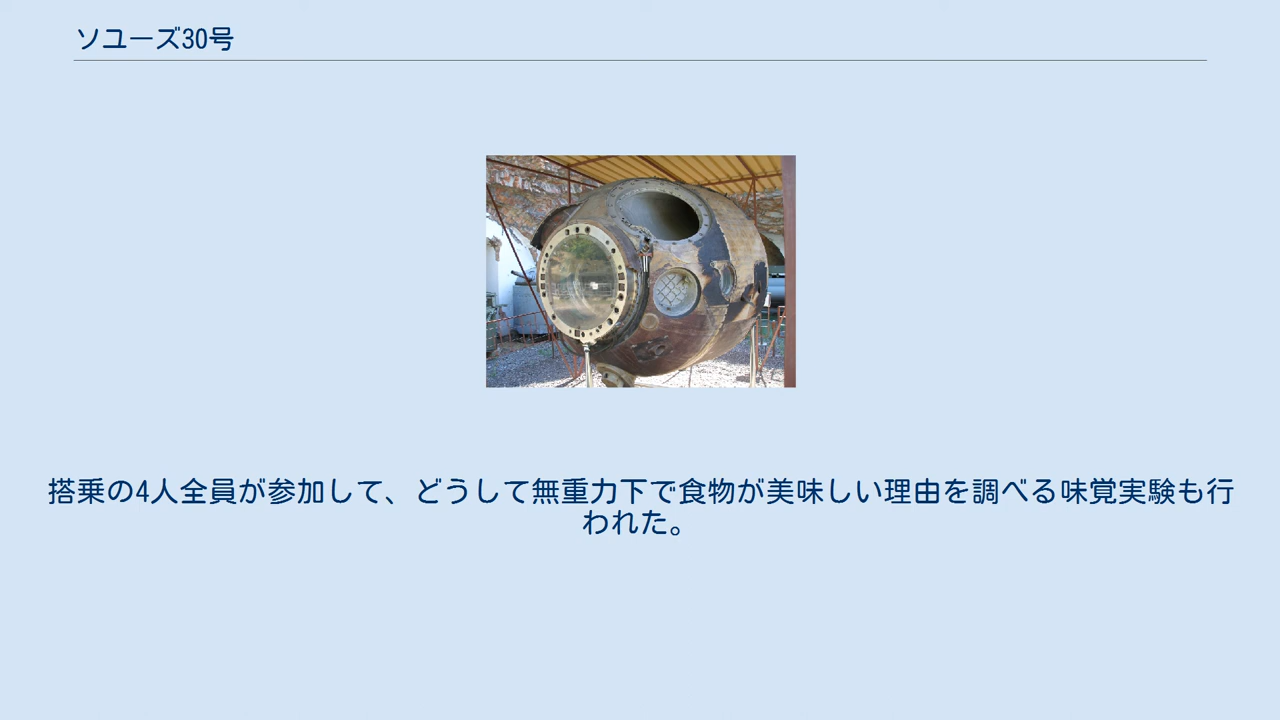 ソユーズ30号
搭乗の4人全員が参加して、どうして無重力下で食物が美味しい理由を調べる味覚実験も行
われた。